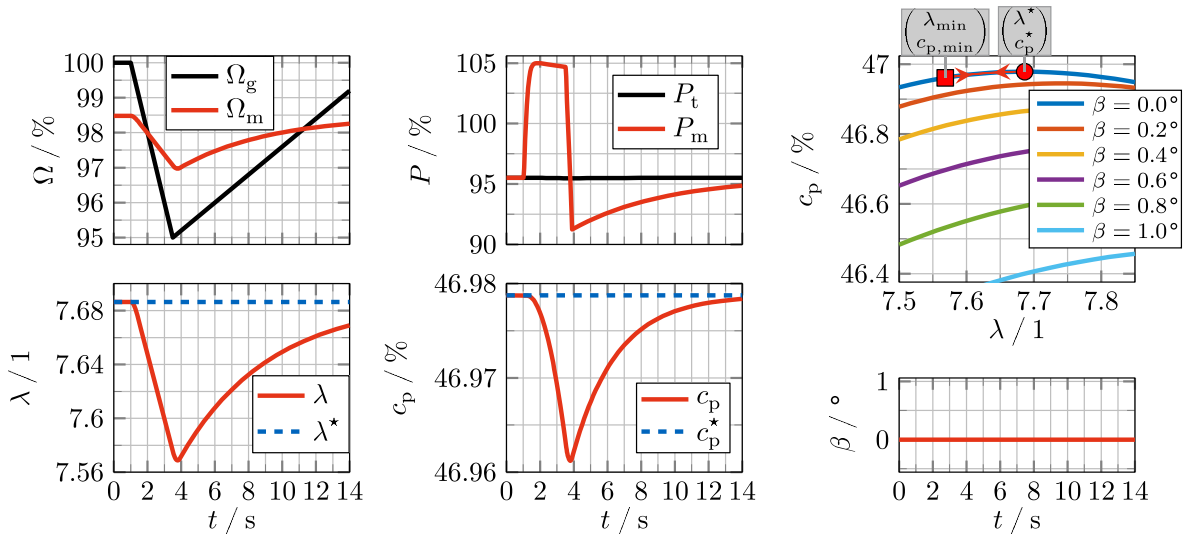 Ω / %
100
99
98
97
96
95
Ω_g
Ω_m
P / %
105
100
95
90
P_t
P_m
(λ_min c_p,min)
(λ^⋆ c_p^⋆)
c_p / %
47
46.8
46.6
46.4
7.5 7.6 7.7 7.8
λ / 1
β = 0.0°
β = 0.2°
β = 0.4°
β = 0.6°
β = 0.8°
β = 1.0°
λ / 1
7.68
7.64
7.6
7.56
0 2 4 6 8 10 12 14
t / s
λ
λ^⋆
c_p / %
46.98
46.97
46.96
0 2 4 6 8 10 12 14
t / s
c_p
c_p^⋆
β / °
1
0
0 2 4 6 8 10 12 14
t / s